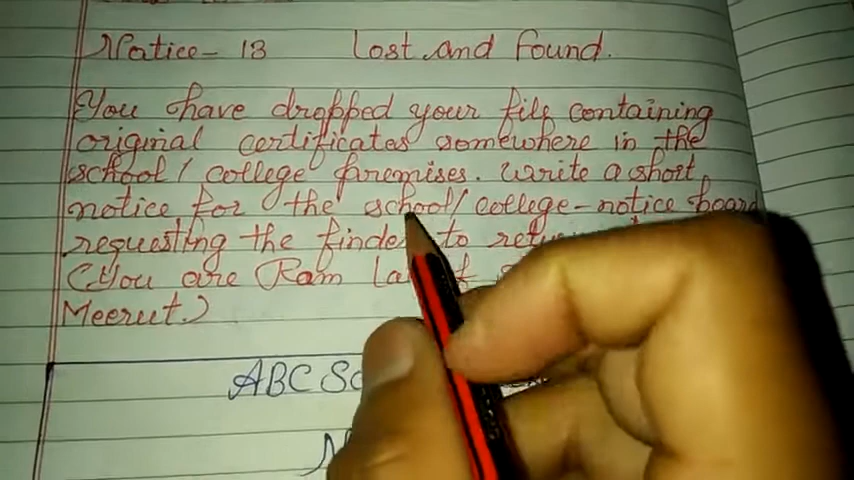 Notice - 13 Lost and Found.
You have dropped your file containing
original certificates somewhere in the
school / college premises. Write a short
notice for the school / college - notice board
requesting the finder to
(You are Ram La
Meerut.)
ABC Sc
N